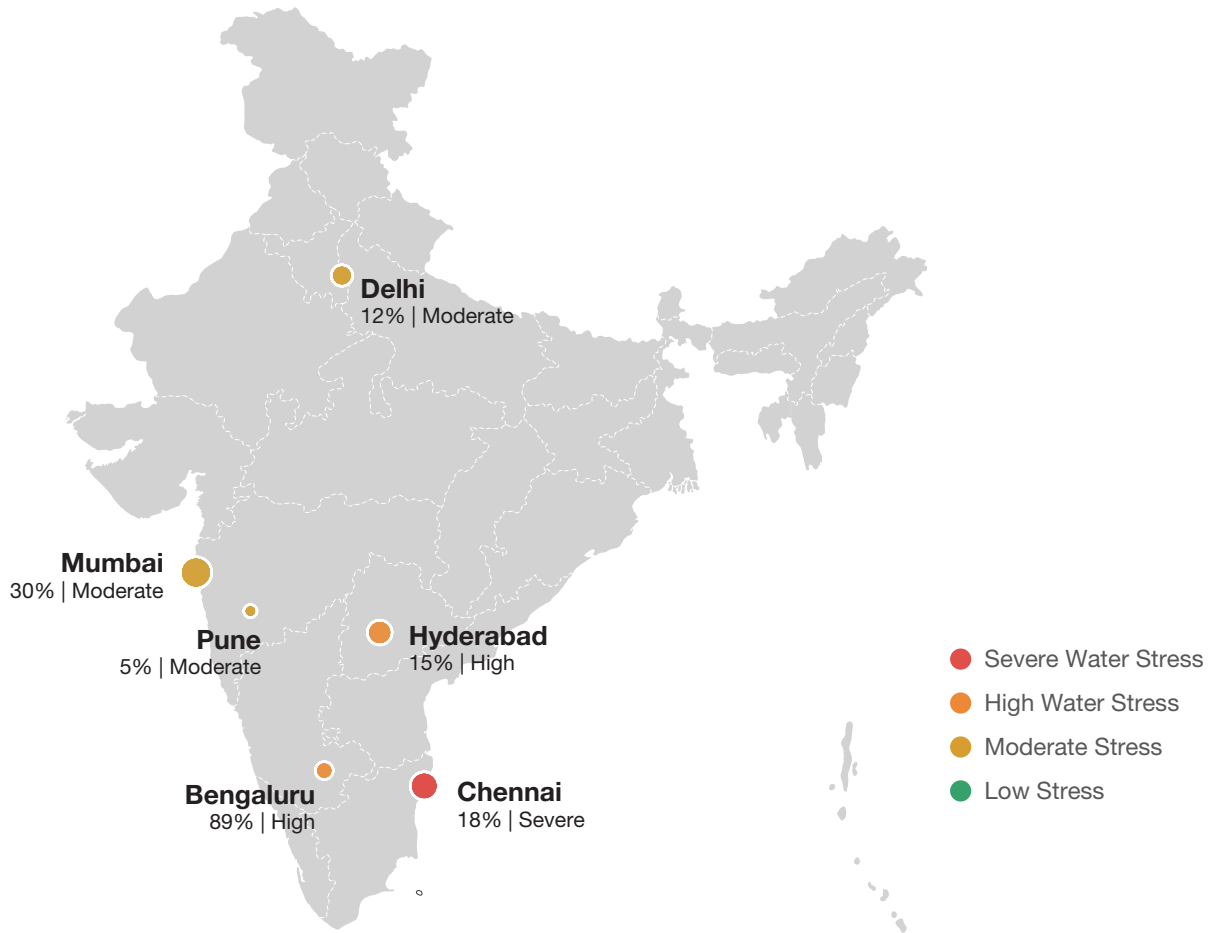 Delhi
12% | Moderate
Mumbai
30% | Moderate
Pune
5% | Moderate
Hyderabad
15% | High
Bengaluru
89% | High
Chennai
18% | Severe
Severe Water Stress
High Water Stress
Moderate Stress
Low Stress